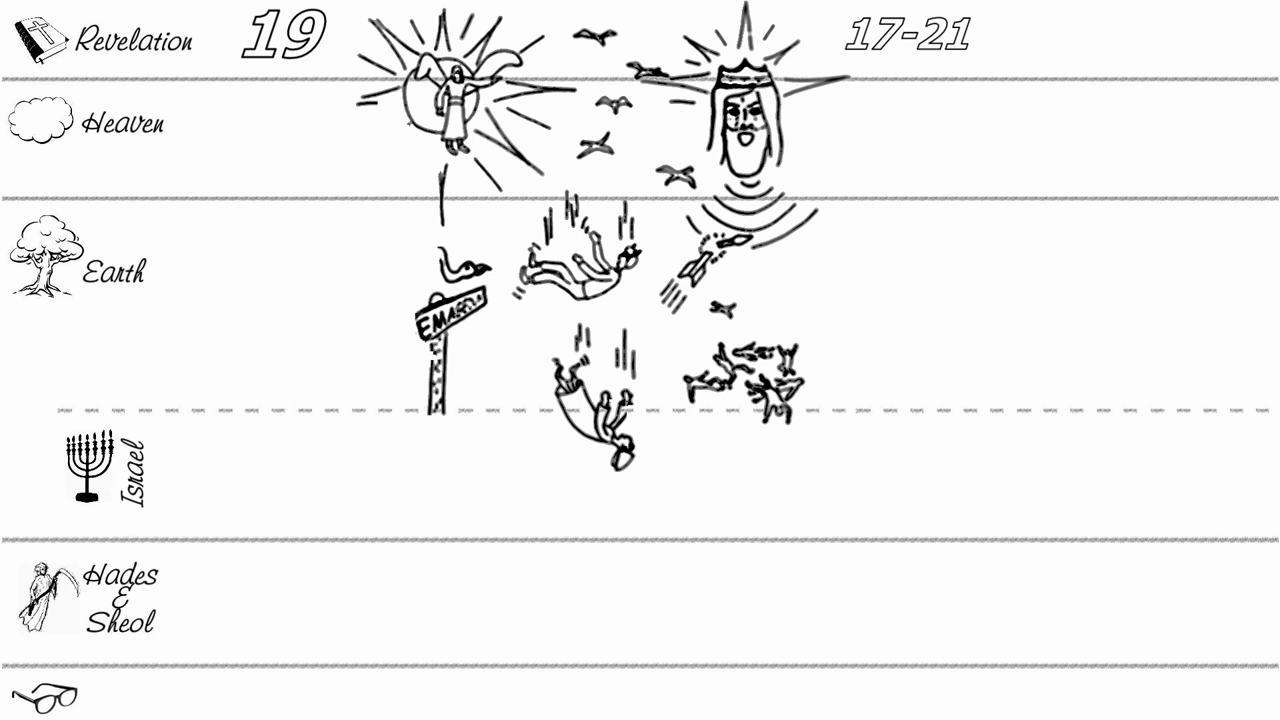 Revelation
19
17-21
Heaven
Earth
Israel
Hades
&
Sheol